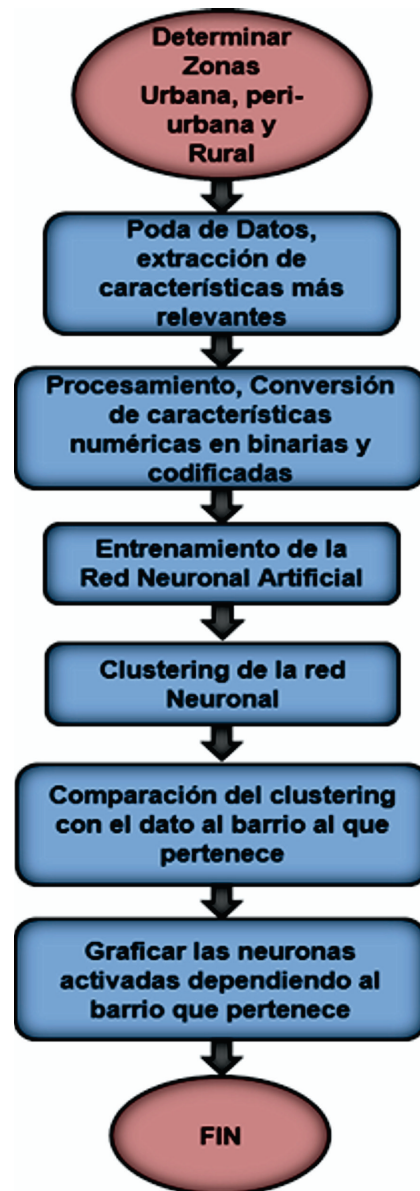 Determinar
Zonas
Urbana, peri-
urbana y
Rural
Poda de Datos,
extracción de
características más
relevantes
Procesamiento, Conversión
de características
numéricas en binarias y
codificadas
Entrenamiento de la
Red Neuronal Artificial
Clustering de la red
Neuronal
Comparación del clustering
con el dato al barrio al que
pertenece
Graficar las neuronas
activadas dependiendo al
barrio que pertenece
FIN